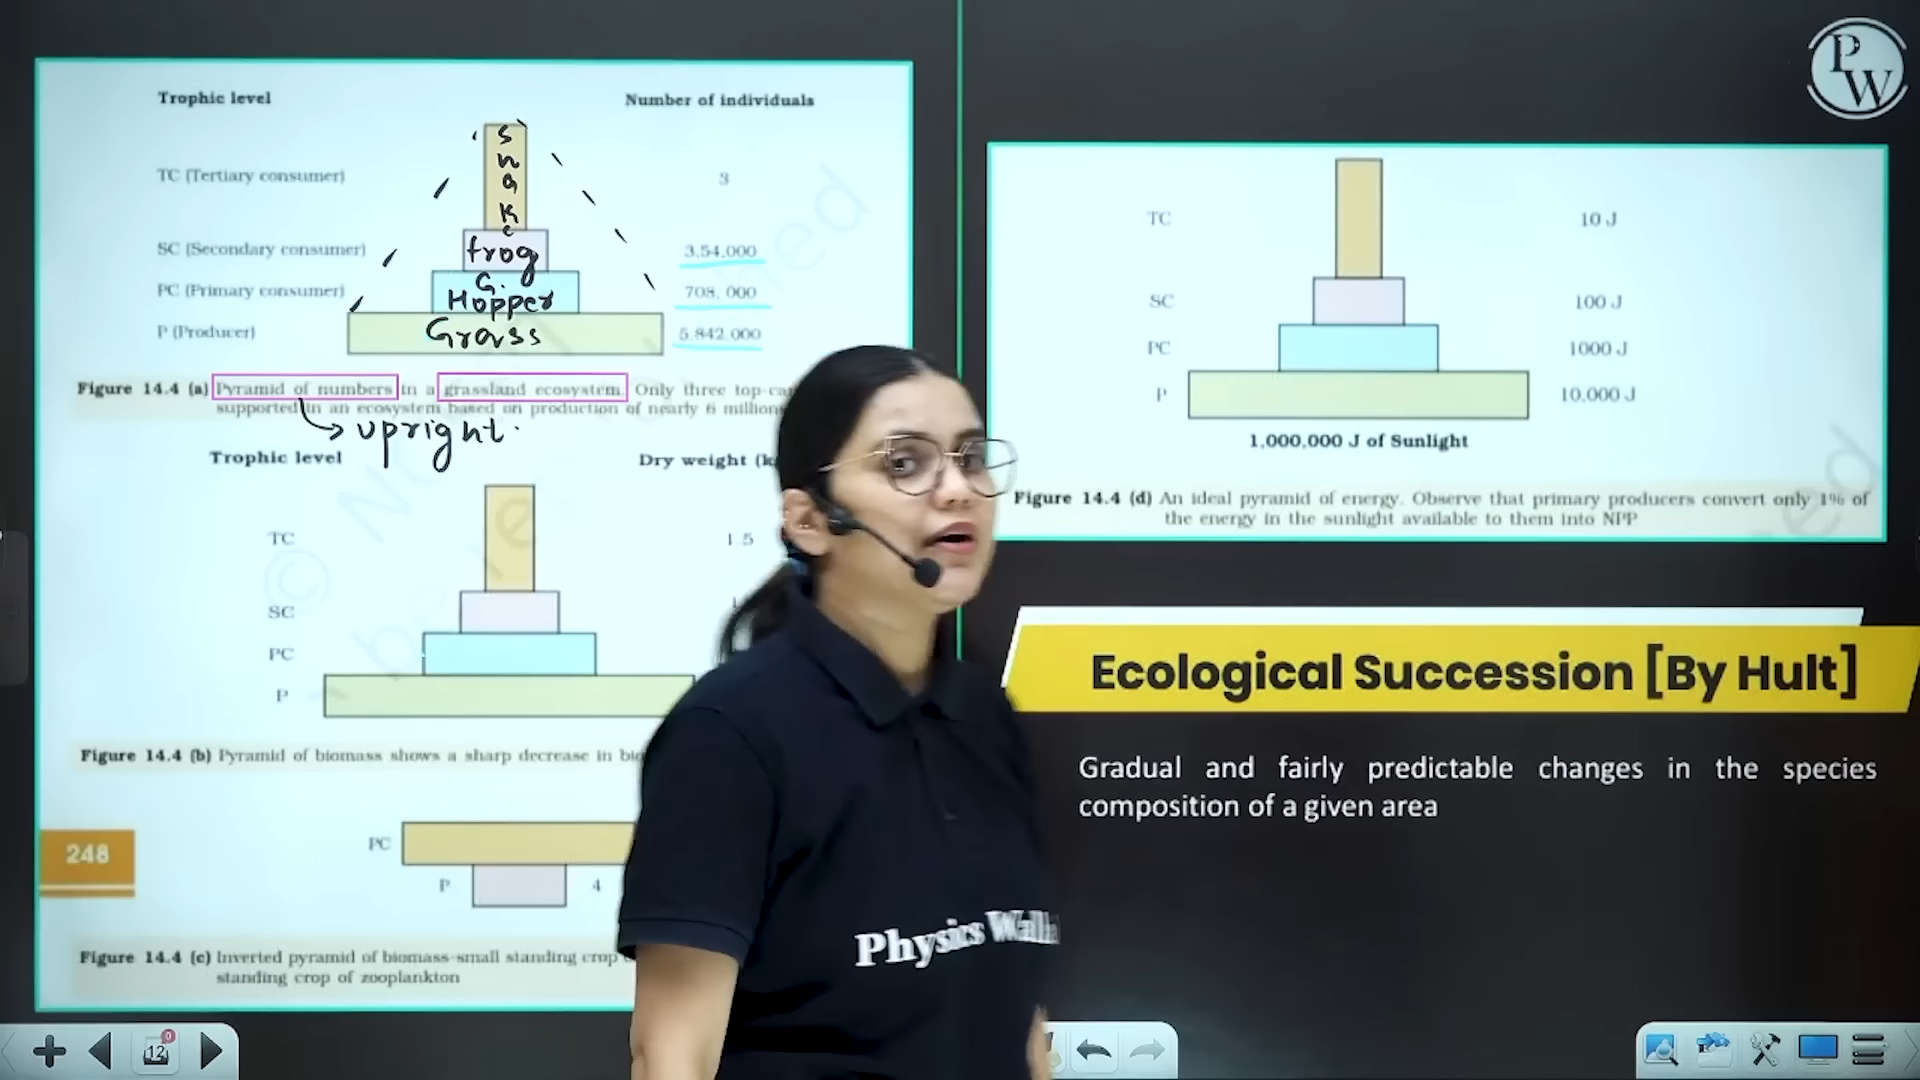 Trophic level
Number of individuals
TC (Tertiary consumer)
snake
3
SC (Secondary consumer)
frog
3,54,000
PC (Primary consumer)
G. Hopper
708, 000
P (Producer)
Grass
5,842,000
Figure 14.4 (a) Pyramid of numbers in a grassland ecosystem. Only three top-
supported in an ecosystem based on production of nearly 6
upright.
Trophic level
Dry weight
TC
1.5
SC
PC
P
Figure 14.4 (b) Pyramid of biomass shows a sharp decrease in
PC
P
4
248
Figure 14.4 (c) Inverted pyramid of biomass-small standing crop
standing crop of zooplankton
PW
TC
10 J
SC
100 J
PC
1000 J
P
10,000 J
1,000,000 J of Sunlight
Figure 14.4 (d) An ideal pyramid of energy. Observe that primary producers convert only 1% of
the energy in the sunlight available to them into NPP
Ecological Succession [By Hult]
Gradual and fairly predictable changes in the species
composition of a given area
Physics
12